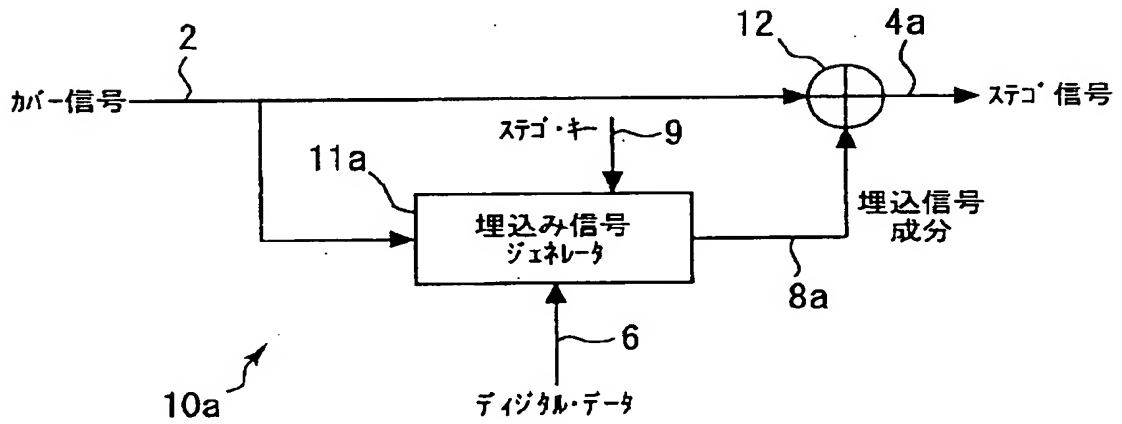 2
12
4a
カバー信号
ステゴ信号
ステゴ・キー
9
11a
埋込み信号
ジェネレータ
埋込信号
成分
8a
6
10a
ディジタル・データ